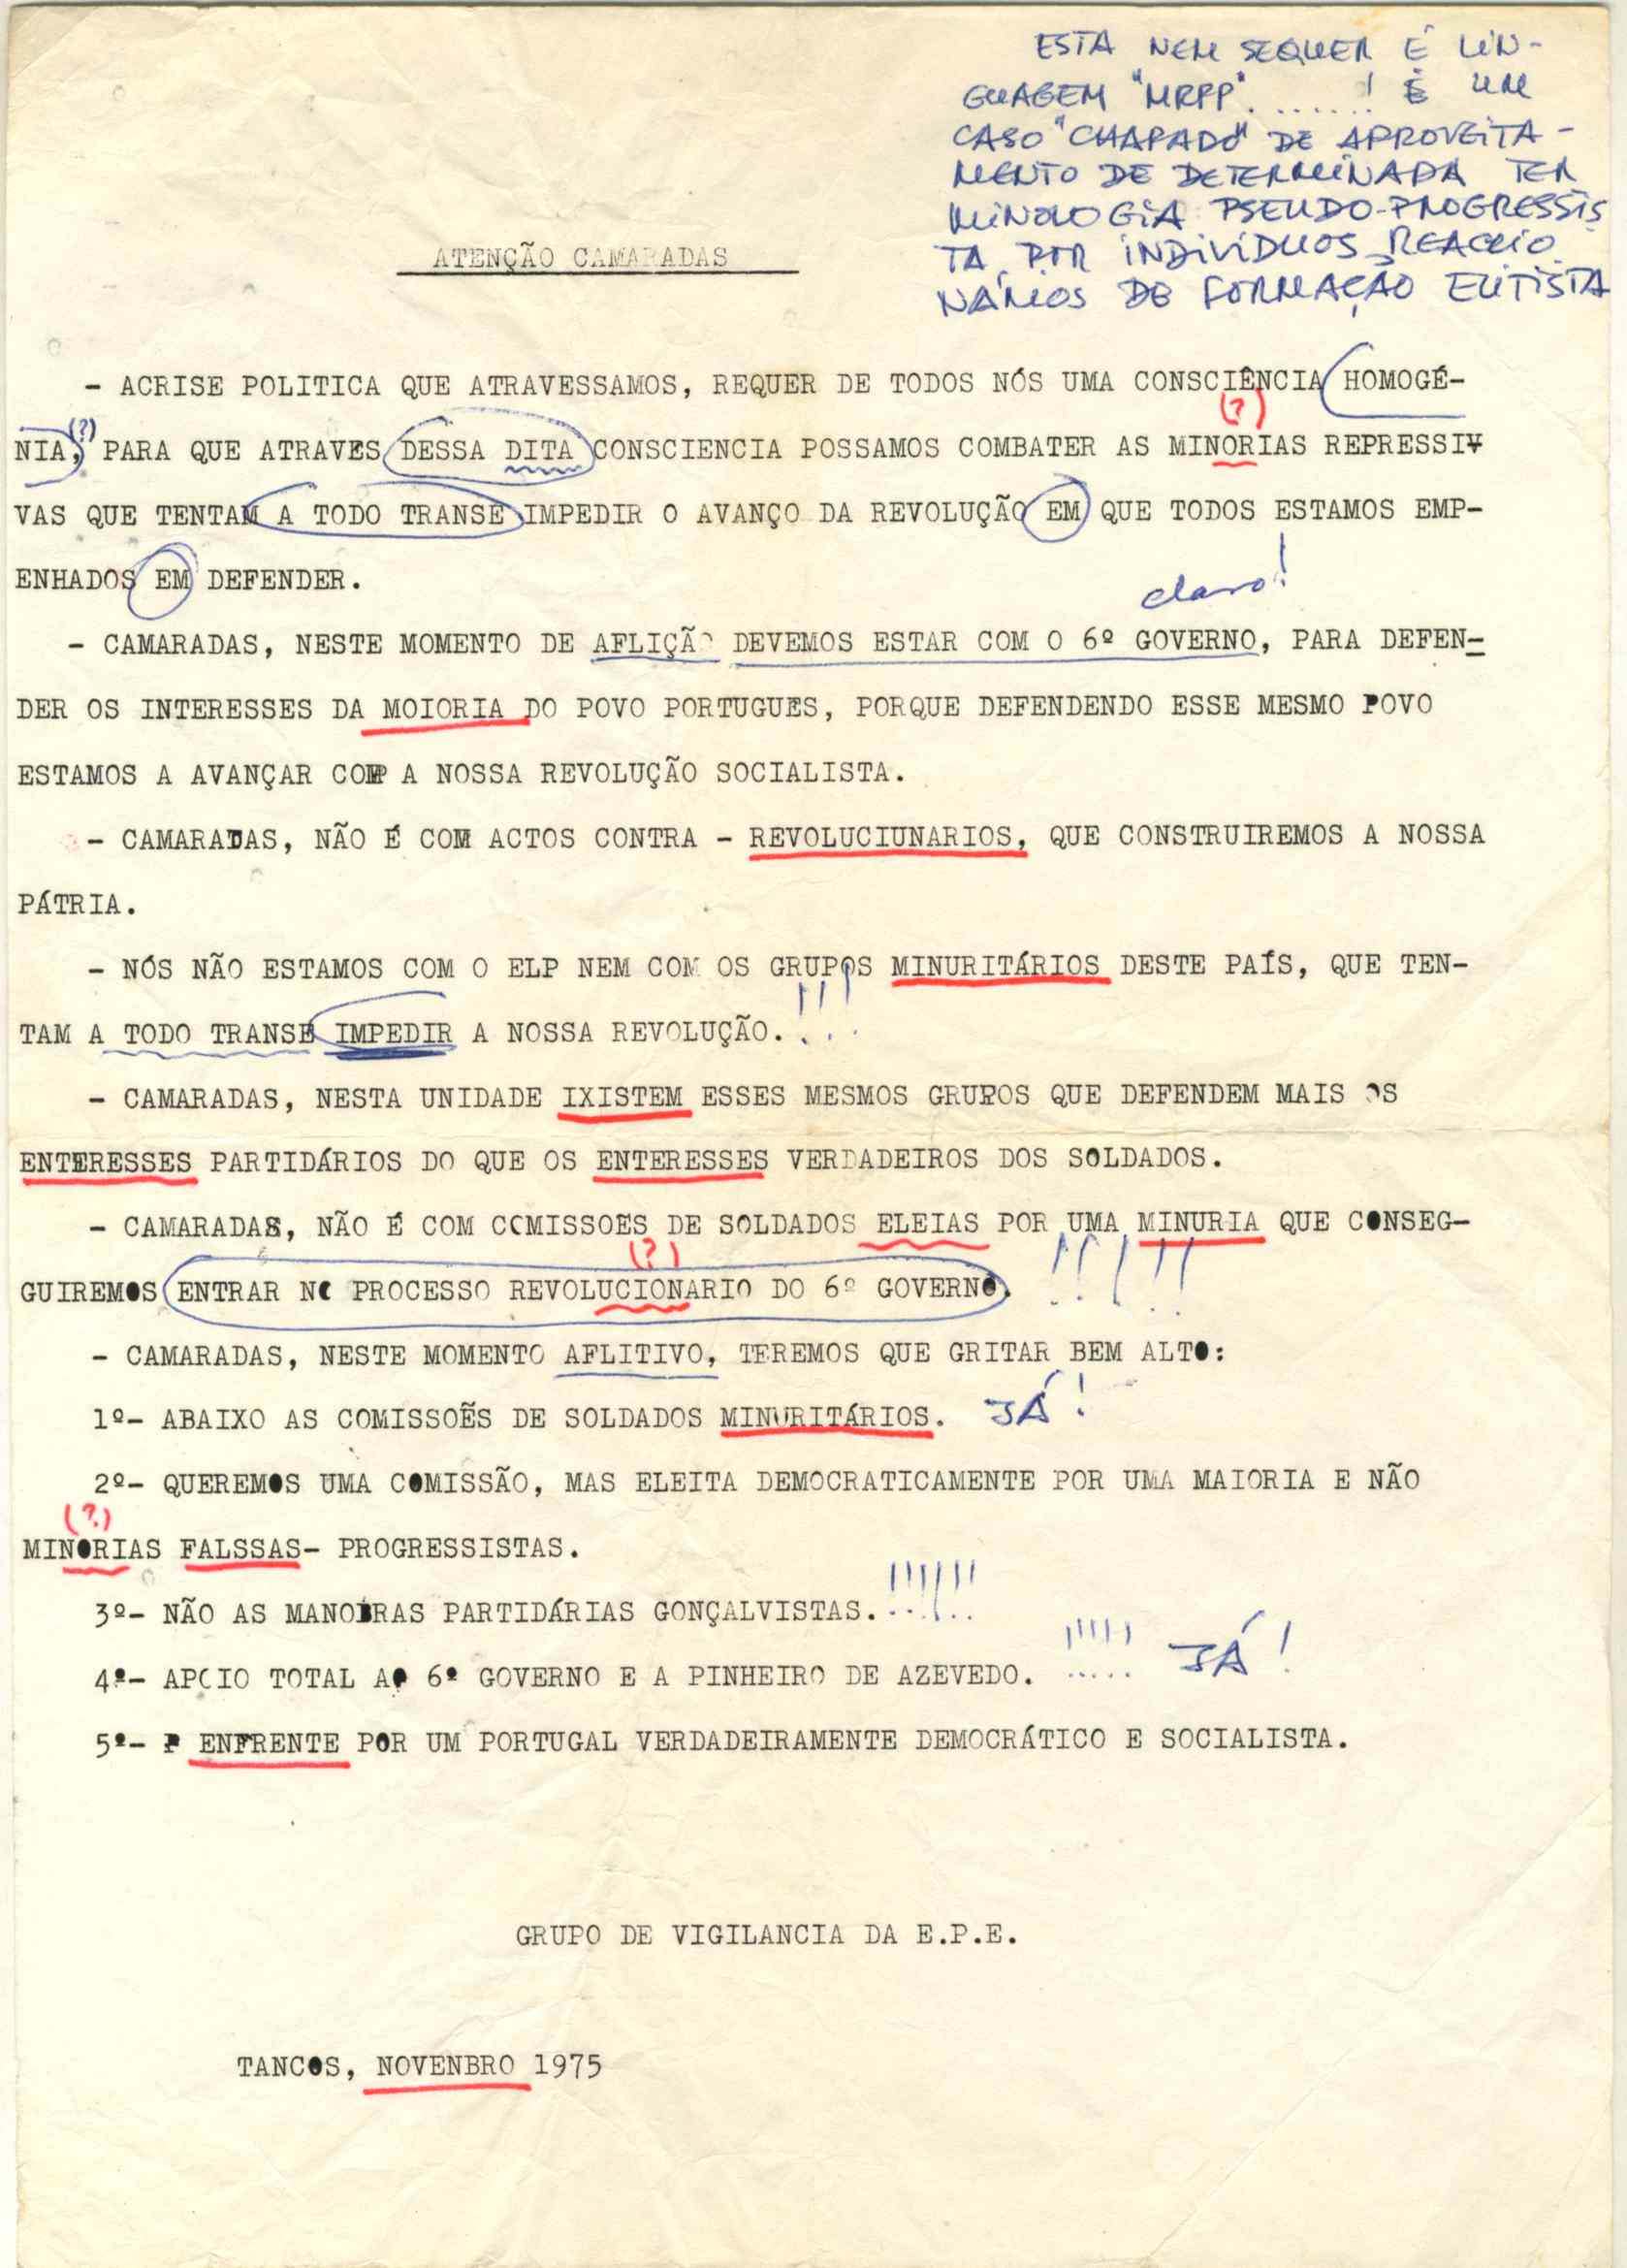 ESTA NEM SEQUER É LIN-
GUAGEM "MRPP" . ......! É UM
CASO "CHAPADO" DE APROVEITA-
MENTO DE DETERMINADA TER
MINOLOGIA PSEUDO-PROGRESSIS
TA, POR INDIVÍDUOS REACCIO
NÁRIOS DE FORMAÇÃO ELITISTA
ATENÇÃO CAMARADAS
- ACRISE POLITICA QUE ATRAVESSAMOS, REQUER DE TODOS NÓS UMA CONSCIÊNCIA HOMOGÉ-
(?)
(?)
NIA, PARA QUE ATRAVES DESSA DITA CONSCIENCIA POSSAMOS COMBATER AS MINORIAS REPRESSIV
VAS QUE TENTAM A TODO TRANSE IMPEDIR O AVANÇO DA REVOLUÇÃO EM QUE TODOS ESTAMOS EMP-
ENHADOS EM DEFENDER.
claro!
- CAMARADAS, NESTE MOMENTO DE AFLIÇÃO DEVEMOS ESTAR COM O 6º GOVERNO, PARA DEFEN-
DER OS INTERESSES DA MOIORIA DO POVO PORTUGUES, PORQUE DEFENDENDO ESSE MESMO POVO
ESTAMOS A AVANÇAR COM A NOSSA REVOLUÇÃO SOCIALISTA.
- CAMARADAS, NÃO É COM ACTOS CONTRA - REVOLUCIUNARIOS, QUE CONSTRUIREMOS A NOSSA
PÁTRIA.
- NÓS NÃO ESTAMOS COM O ELP NEM COM OS GRUPOS MINURITÁRIOS DESTE PAÍS, QUE TEN-
TAM A TODO TRANSE IMPEDIR A NOSSA REVOLUÇÃO. !!!
- CAMARADAS, NESTA UNIDADE IXISTEM ESSES MESMOS GRUPOS QUE DEFENDEM MAIS OS
ENTERESSES PARTIDÁRIOS DO QUE OS ENTERESSES VERDADEIROS DOS SOLDADOS.
- CAMARADAS, NÃO É COM COMISSOES DE SOLDADOS ELEIAS POR UMA MINURIA QUE CONSEG-
(?)
GUIREMOS ENTRAR NO PROCESSO REVOLUCIONARIO DO 6º GOVERNO. !!!!!
- CAMARADAS, NESTE MOMENTO AFLITIVO, TEREMOS QUE GRITAR BEM ALTO:
1º- ABAIXO AS COMISSOẼS DE SOLDADOS MINURITÁRIOS. JÁ!
2º- QUEREMOS UMA COMISSÃO, MAS ELEITA DEMOCRATICAMENTE POR UMA MAIORIA E NÃO
(?)
MINORIAS FALSSAS- PROGRESSISTAS.
3º- NÃO AS MANOBRAS PARTIDÁRIAS GONÇALVISTAS. !!!!!!
4º- APOIO TOTAL AO 6º GOVERNO E A PINHEIRO DE AZEVEDO. !!!!! JÁ!
5º- P ENFRENTE POR UM PORTUGAL VERDADEIRAMENTE DEMOCRÁTICO E SOCIALISTA.
GRUPO DE VIGILANCIA DA E.P.E.
TANCOS, NOVENBRO 1975